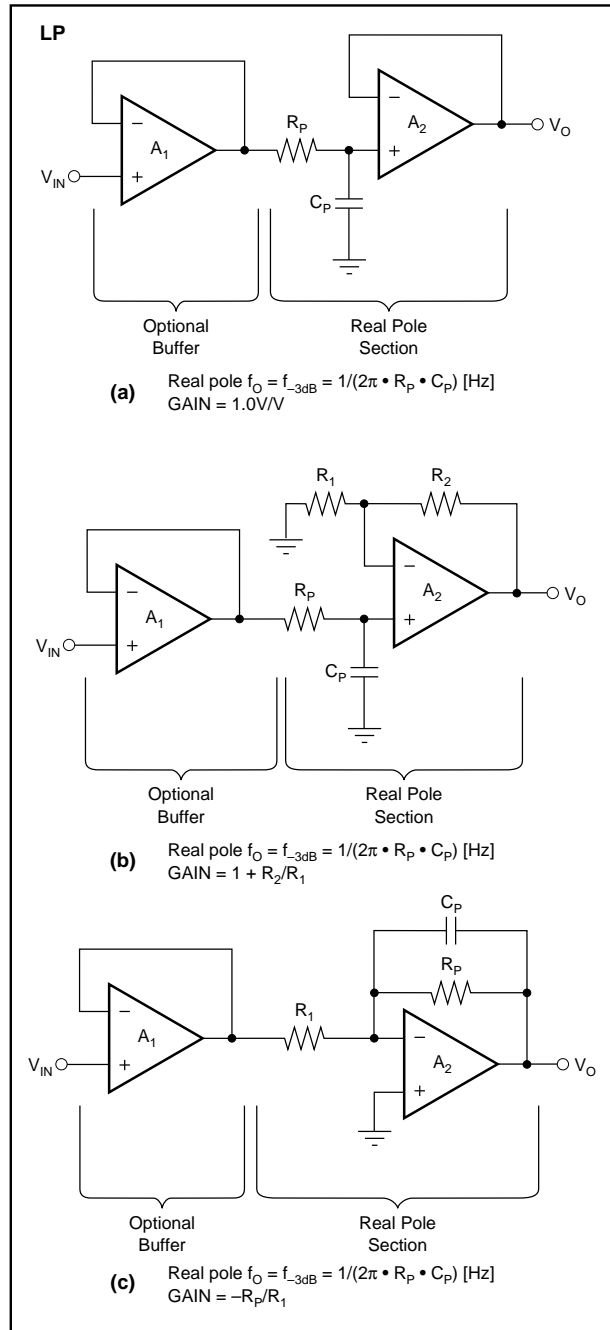 LP
−
A1
+
VIN
RP
CP
−
A2
+
VO
Optional
Buffer
Real Pole
Section
(a)
Real pole fO = f−3dB = 1/(2π • RP • CP) [Hz]
GAIN = 1.0V/V
R1
R2
−
A1
+
VIN
RP
CP
−
A2
+
VO
Optional
Buffer
Real Pole
Section
(b)
Real pole fO = f−3dB = 1/(2π • RP • CP) [Hz]
GAIN = 1 + R2/R1
CP
RP
−
A1
+
VIN
R1
−
A2
+
VO
Optional
Buffer
Real Pole
Section
(c)
Real pole fO = f−3dB = 1/(2π • RP • CP) [Hz]
GAIN = −RP/R1